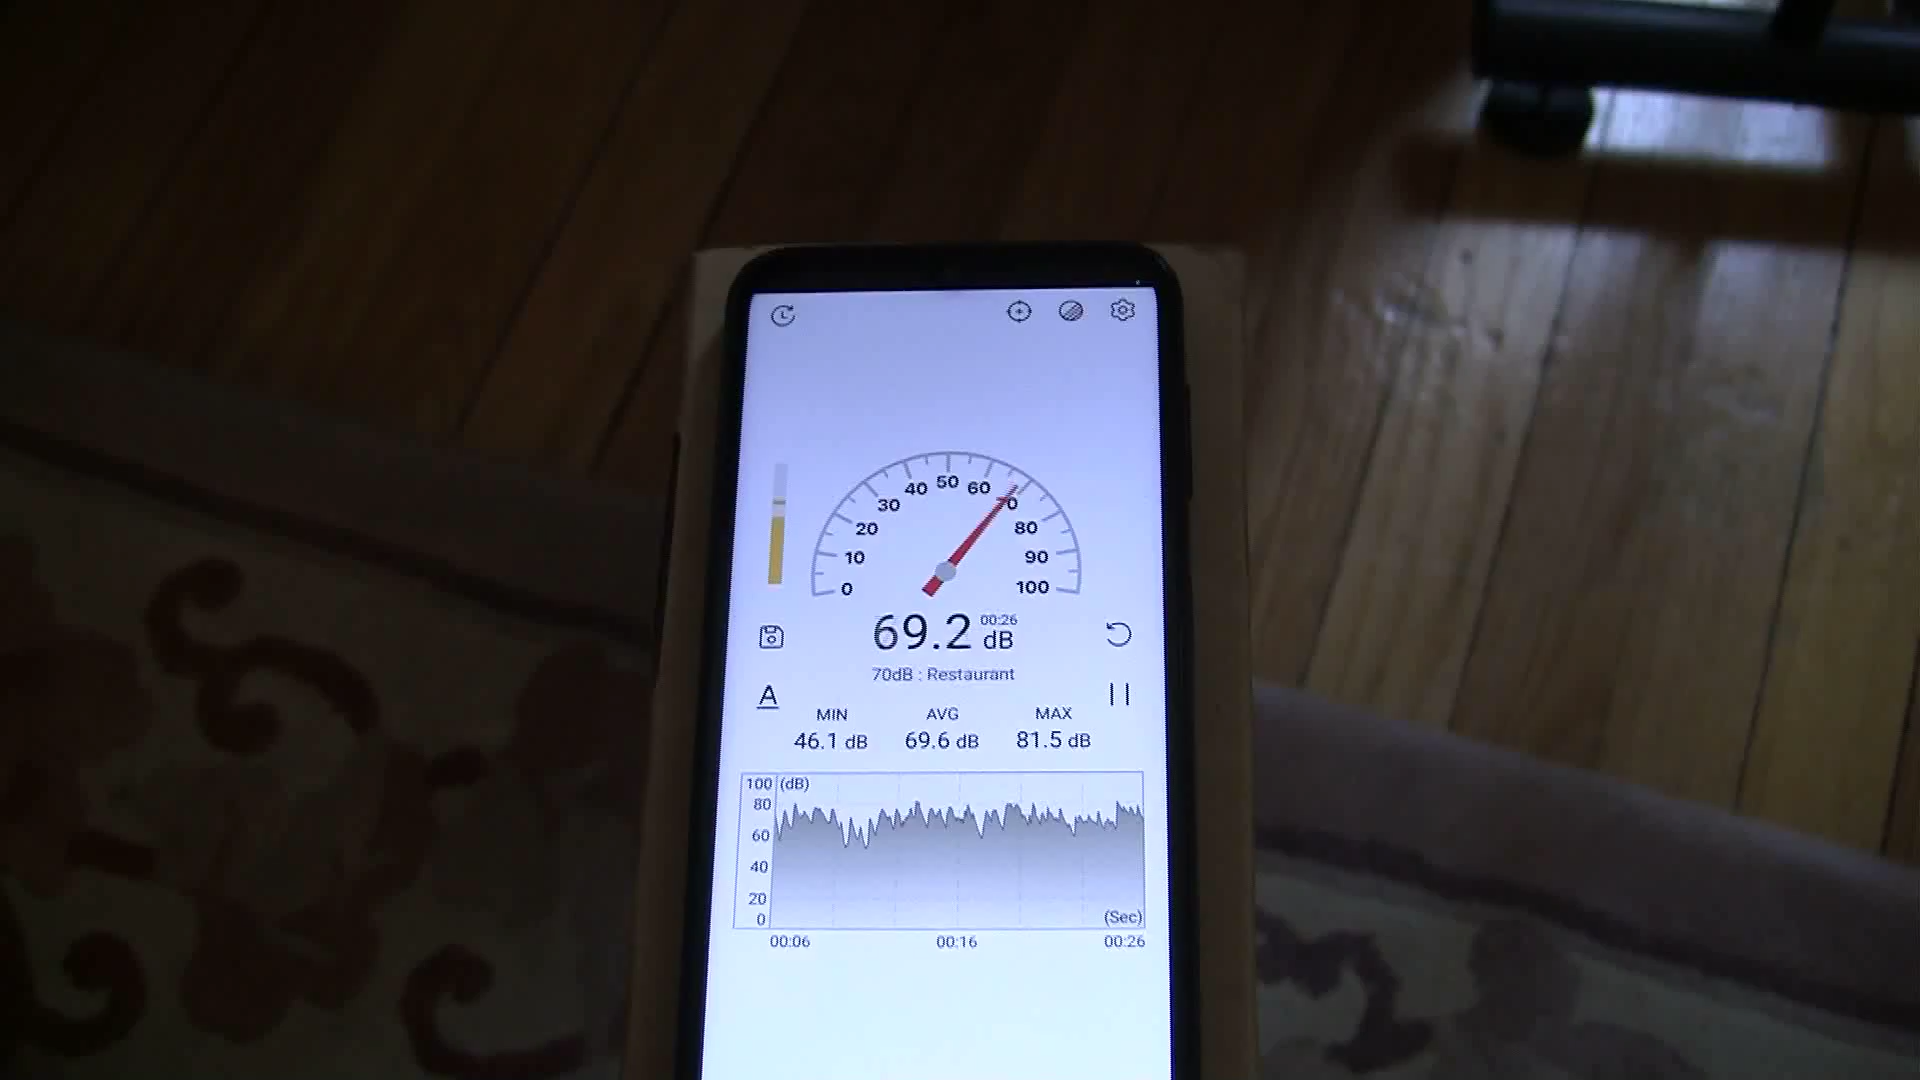 50
40 60
30 70
20 80
10 90
0 100
69.2 00:26 dB
70dB : Restaurant
A
MIN AVG MAX
46.1 dB 69.6 dB 81.5 dB
100 (dB)
80
60
40
20
0 (Sec)
00:06 00:16 00:26